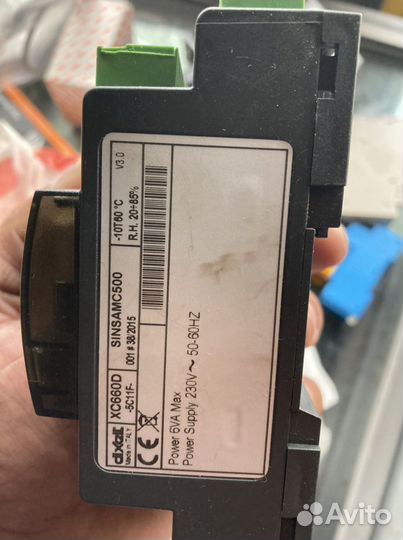 dixell XC660D SINSAMC500 -10T60 °C V3.0
Made in ITALY -5C11F- 001 # 38/2015 R.H. 20÷85%
CE
Power 6VA Max
Power Supply 230V ~ 50-60HZ
Avito